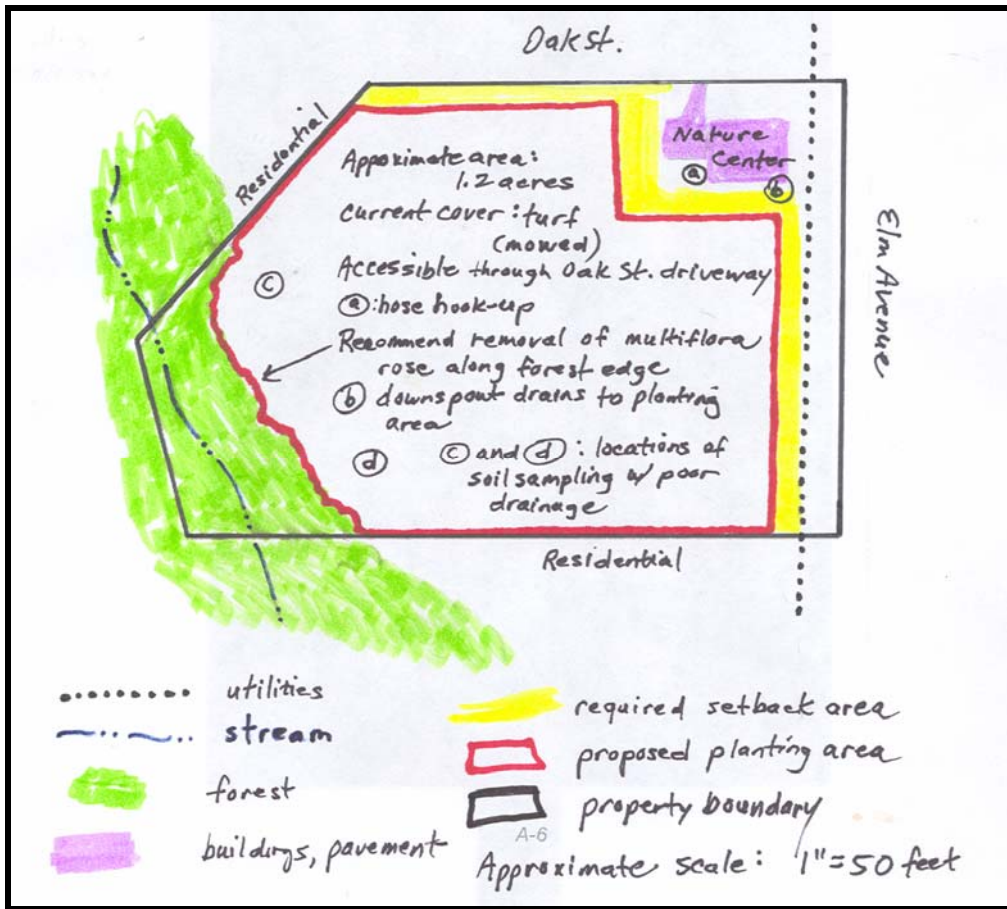 Oak St.
Residential
Nature
Center
ⓐ
ⓑ
Elm Avenue
Appoximate area:
1.2 acres
Current cover: turf
(mowed)
Accessible through Oak St. driveway
ⓒ
ⓐ: hose hook-up
Recommend removal of multiflora
rose along forest edge
ⓑ downspout drains to planting
area
ⓓ
ⓒ and ⓓ: locations of
soil sampling w/ poor
drainage
Residential
utilities
stream
forest
buildings, pavement
required setback area
proposed planting area
property boundary
A-6
Approximate scale: 1"=50 feet